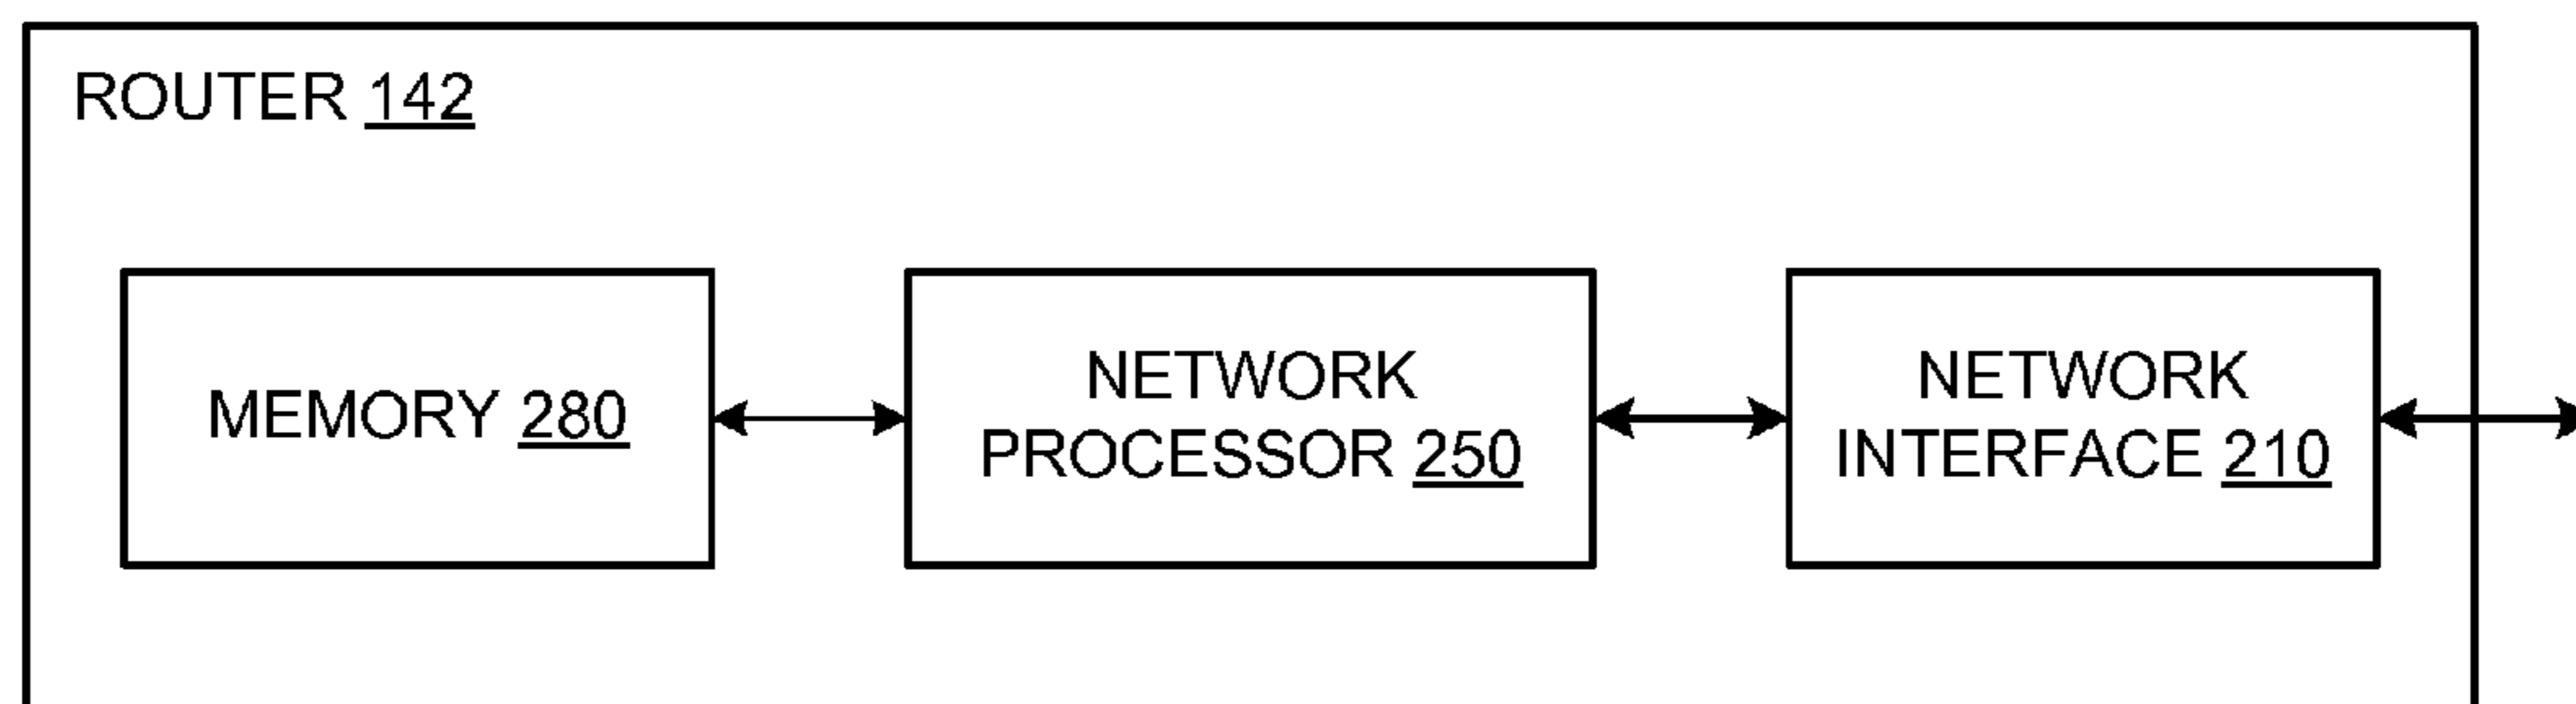 ROUTER 142
MEMORY 280
NETWORK
PROCESSOR 250
NETWORK
INTERFACE 210